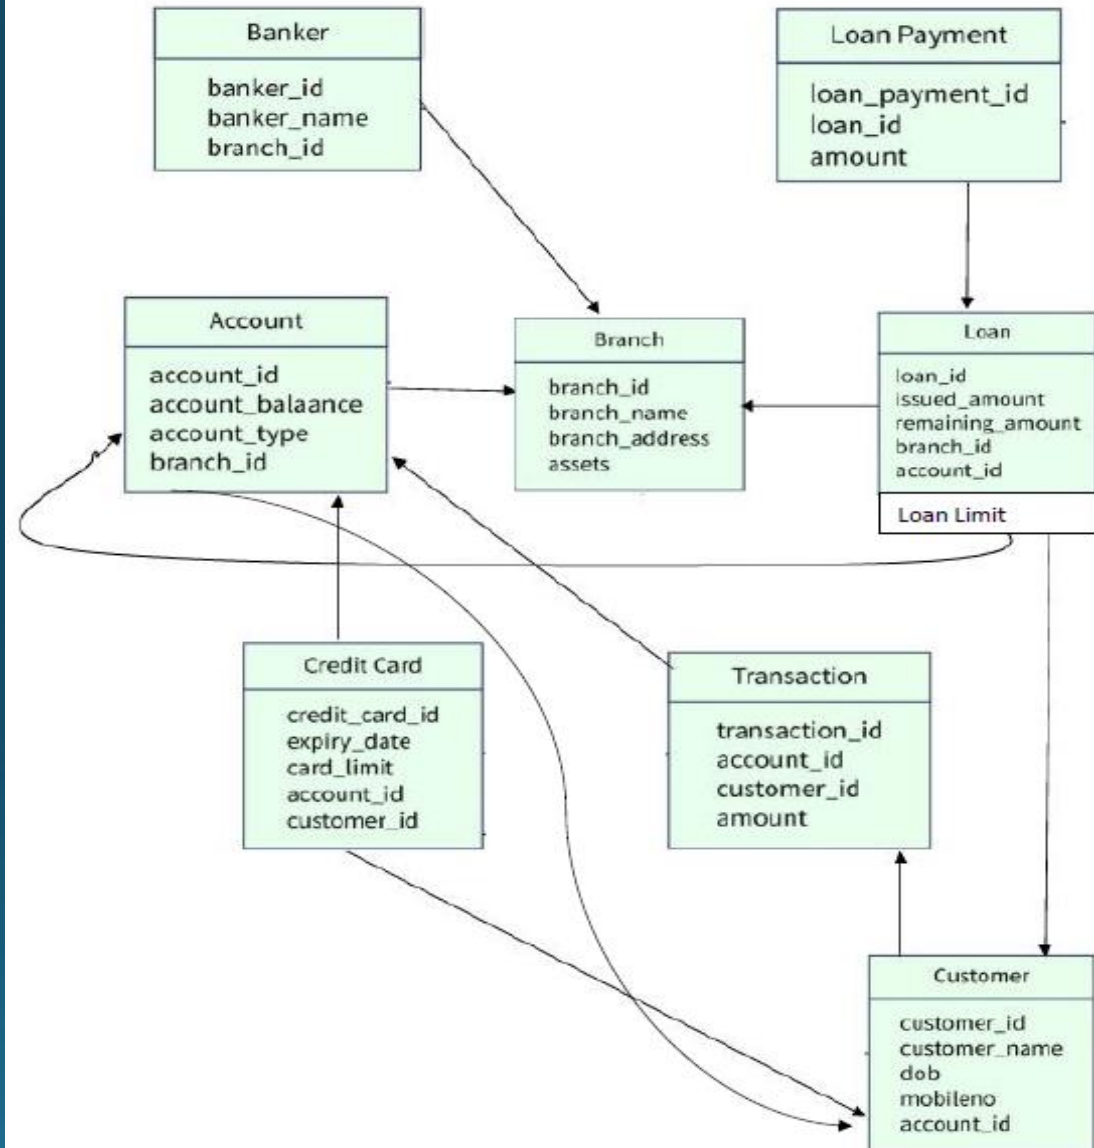 Banker
banker_id
banker_name
branch_id
Loan Payment
loan_payment_id
loan_id
amount
Account
account_id
account_balaance
account_type
branch_id
Branch
branch_id
branch_name
branch_address
assets
Loan
loan_id
issued_amount
remaining_amount
branch_id
account_id
Loan Limit
Credit Card
credit_card_id
expiry_date
card_limit
account_id
customer_id
Transaction
transaction_id
account_id
customer_id
amount
Customer
customer_id
customer_name
dob
mobileno
account_id